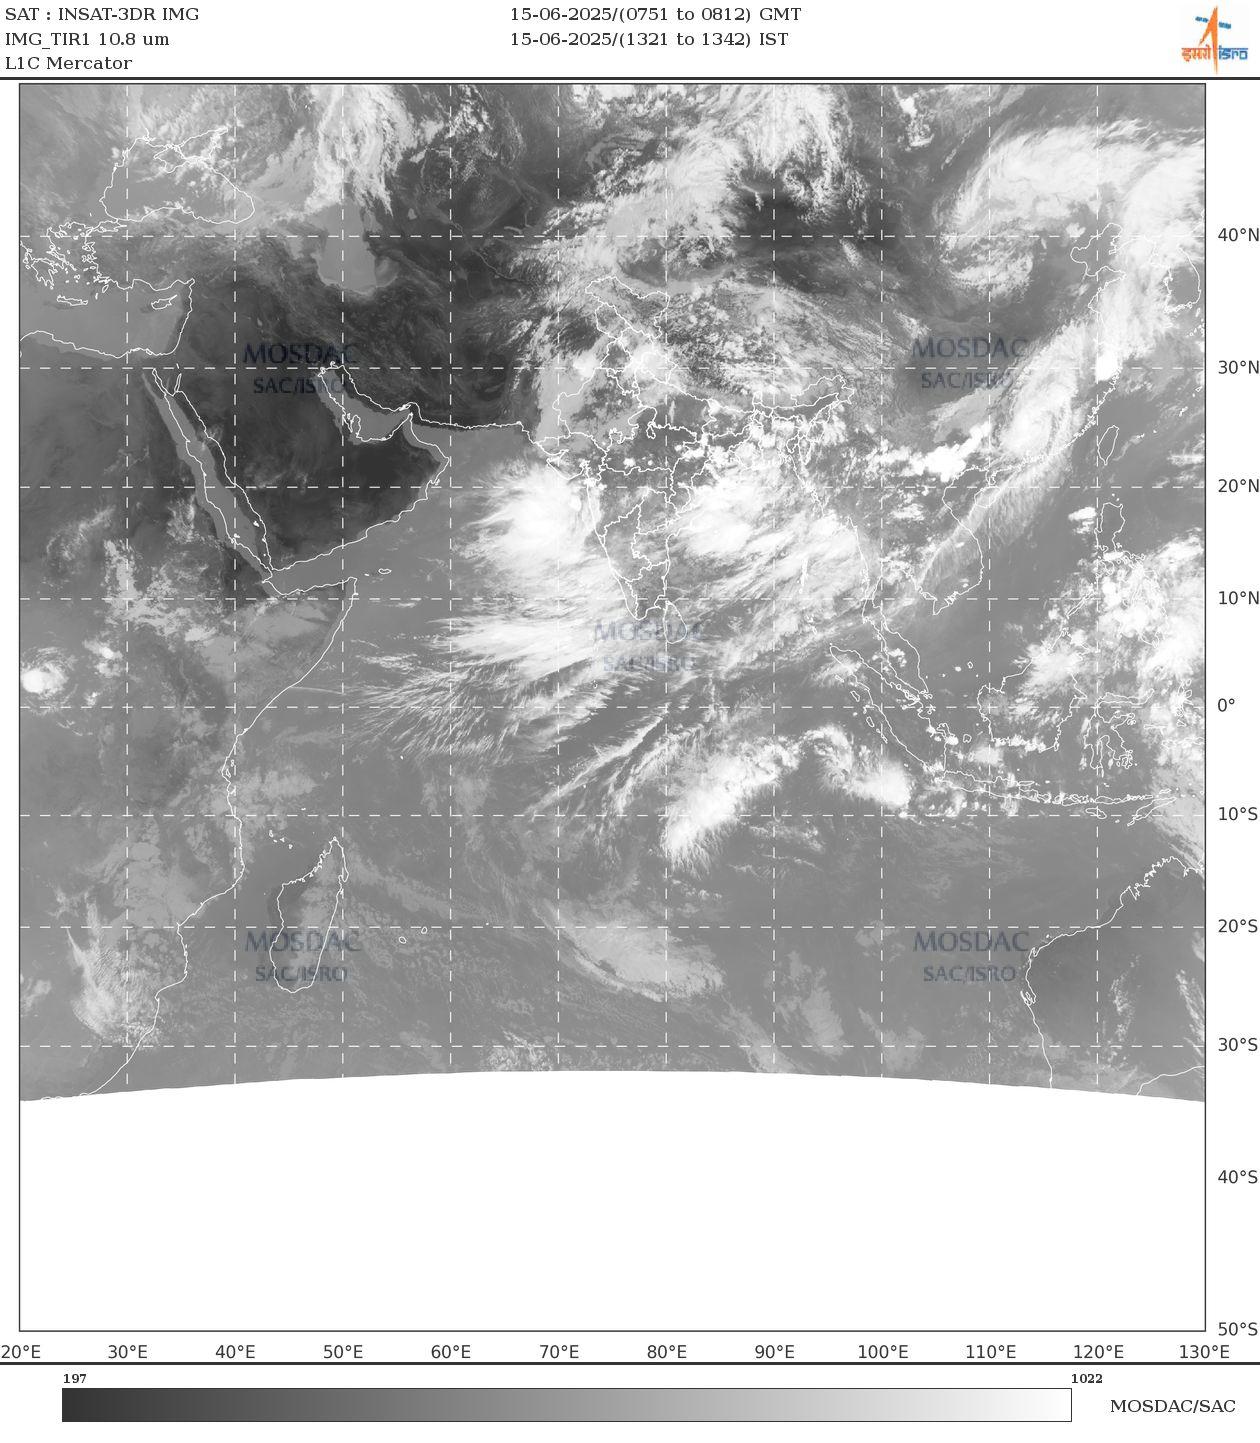 SAT : INSAT-3DR IMG
15-06-2025/(0751 to 0812) GMT
IMG_TIR1 10.8 um
15-06-2025/(1321 to 1342) IST
L1C Mercator
इसरो isro
40°N
MOSDAC
SAC/ISRO
MOSDAC
SAC/ISRO
30°N
20°N
10°N
MOSDAC
SAC/ISRO
0°
10°S
20°S
MOSDAC
SAC/ISRO
MOSDAC
SAC/ISRO
30°S
40°S
50°S
20°E 30°E 40°E 50°E 60°E 70°E 80°E 90°E 100°E 110°E 120°E 130°E
197
1022
MOSDAC/SAC